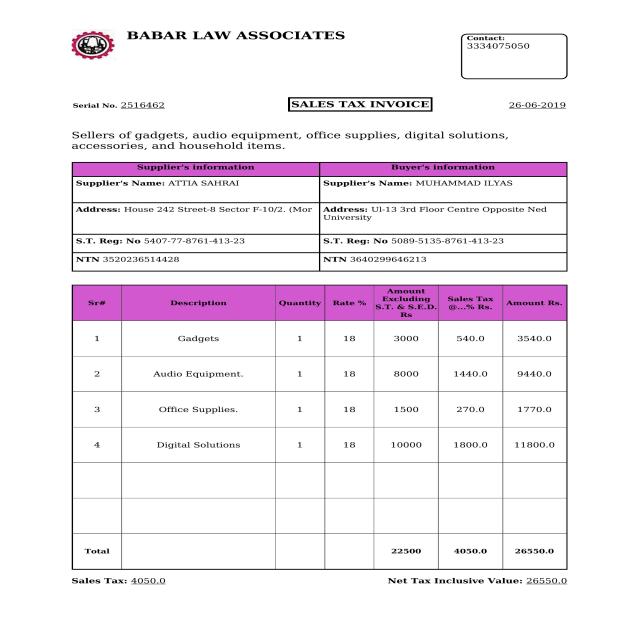 BABAR LAW ASSOCIATES
Contact:
3334075050
Serial No. 2516462
SALES TAX INVOICE
26-06-2019
Sellers of gadgets, audio equipment, office supplies, digital solutions,
accessories, and household items.
Supplier's information Buyer's information
Supplier's Name: ATTIA SAHRAI Supplier's Name: MUHAMMAD ILYAS
Address: House 242 Street-8 Sector F-10/2. (Mor Address: Ul-13 3rd Floor Centre Opposite Ned
University
S.T. Reg: No 5407-77-8761-413-23 S.T. Reg: No 5089-5135-8761-413-23
NTN 3520236514428 NTN 3640299646213
Sr# Description Quantity Rate % Amount Excluding S.T. & S.E.D. Rs Sales Tax @...% Rs. Amount Rs.
1 Gadgets 1 18 3000 540.0 3540.0
2 Audio Equipment. 1 18 8000 1440.0 9440.0
3 Office Supplies. 1 18 1500 270.0 1770.0
4 Digital Solutions 1 18 10000 1800.0 11800.0
Total 22500 4050.0 26550.0
Sales Tax: 4050.0 Net Tax Inclusive Value: 26550.0